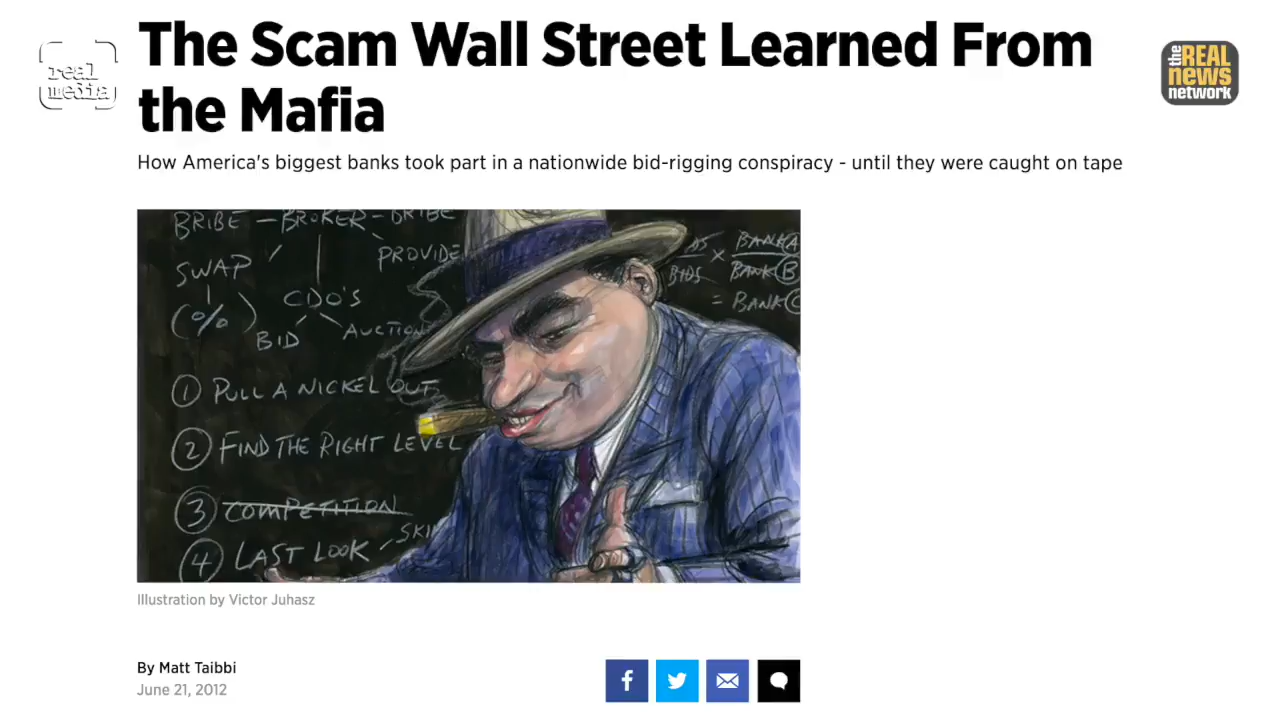 The Scam Wall Street Learned From
the Mafia
real
media
the REAL
news
network
How America's biggest banks took part in a nationwide bid-rigging conspiracy - until they were caught on tape
BRIBE - BROKER - BRIBE
PROVIDE
SWAP
(%)
CDO'S
BID
AUCTION
BIDS
X
BANK A
BANK B
= BANK C
① PULL A NICKEL OUT
② FIND THE RIGHT LEVEL
③ COMPETITION
④ LAST LOOK
Illustration by Victor Juhasz
By Matt Taibbi
June 21, 2012
f